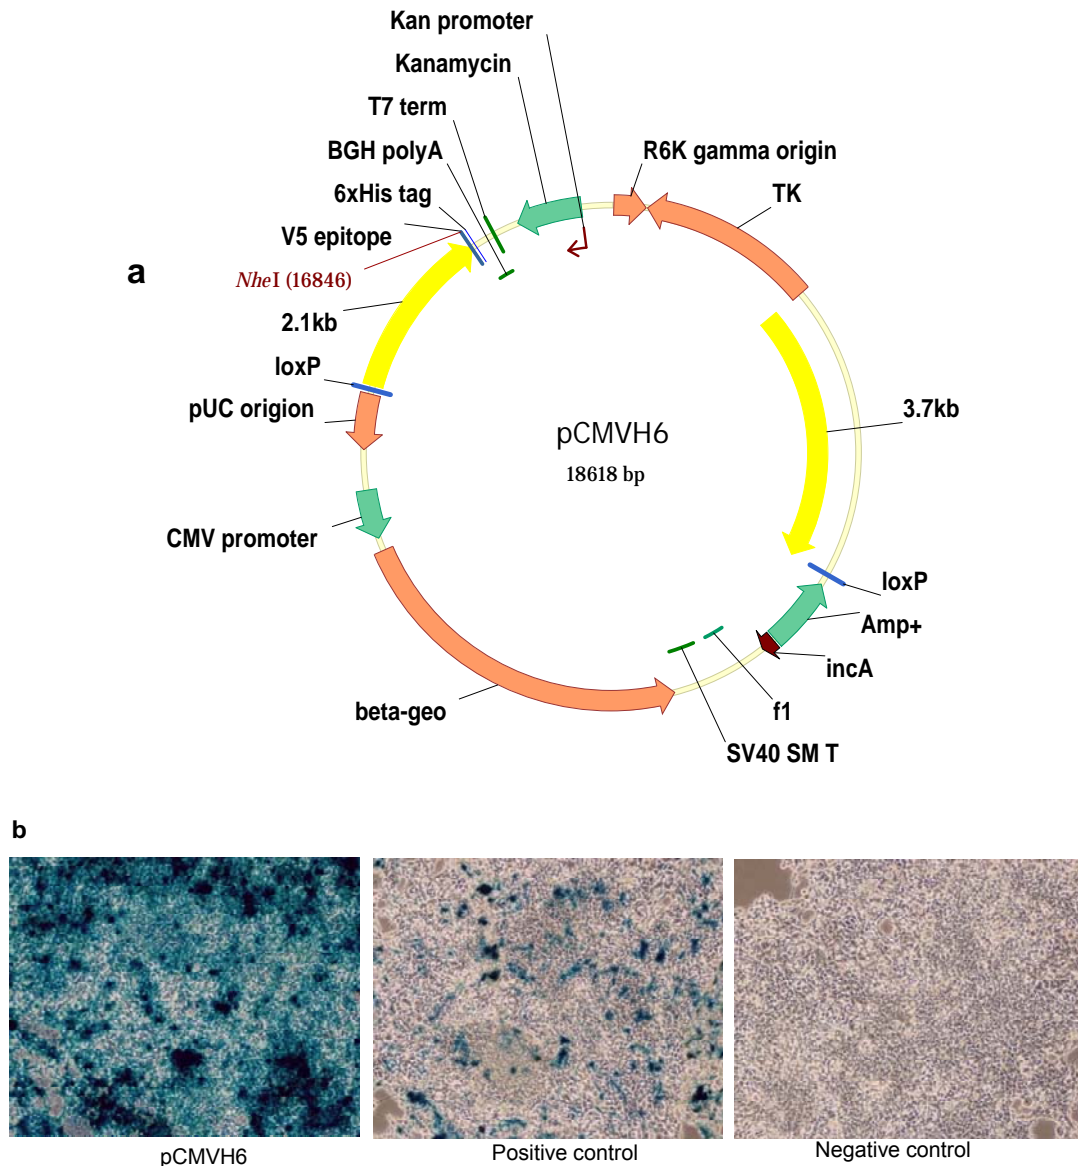 Kan promoter
Kanamycin
T7 term
BGH polyA
6xHis tag
V5 epitope
NheI (16846)
2.1kb
loxP
pUC origion
CMV promoter
beta-geo
R6K gamma origin
TK
3.7kb
loxP
Amp+
incA
f1
SV40 SM T
a
pCMVH6
18618 bp
b
pCMVH6
Positive control
Negative control